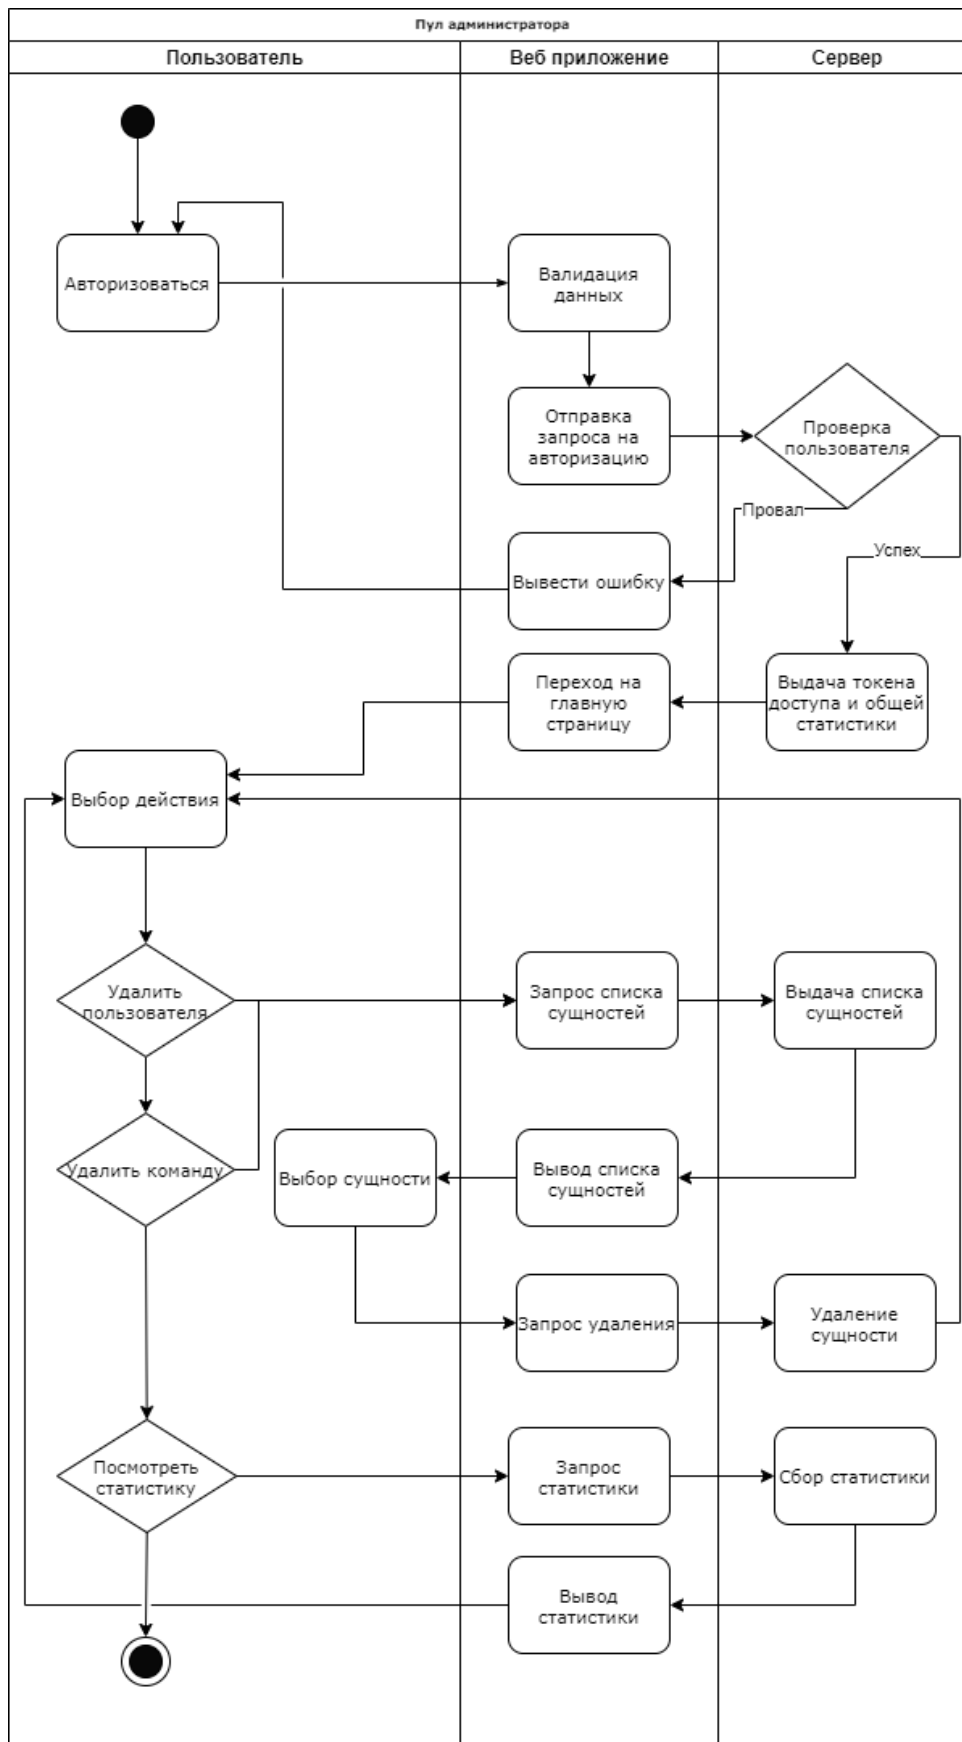 Пул администратора
Пользователь
Веб приложение
Сервер
Авторизоваться
Валидация
данных
Отправка
запроса на
авторизацию
Проверка
пользователя
Провал
Успех
Вывести ошибку
Переход на
главную
страницу
Выдача токена
доступа и общей
статистики
Выбор действия
Удалить
пользователя
Запрос списка
сущностей
Выдача списка
сущностей
Удалить команду
Выбор сущности
Вывод списка
сущностей
Запрос удаления
Удаление
сущности
Посмотреть
статистику
Запрос
статистики
Сбор статистики
Вывод
статистики